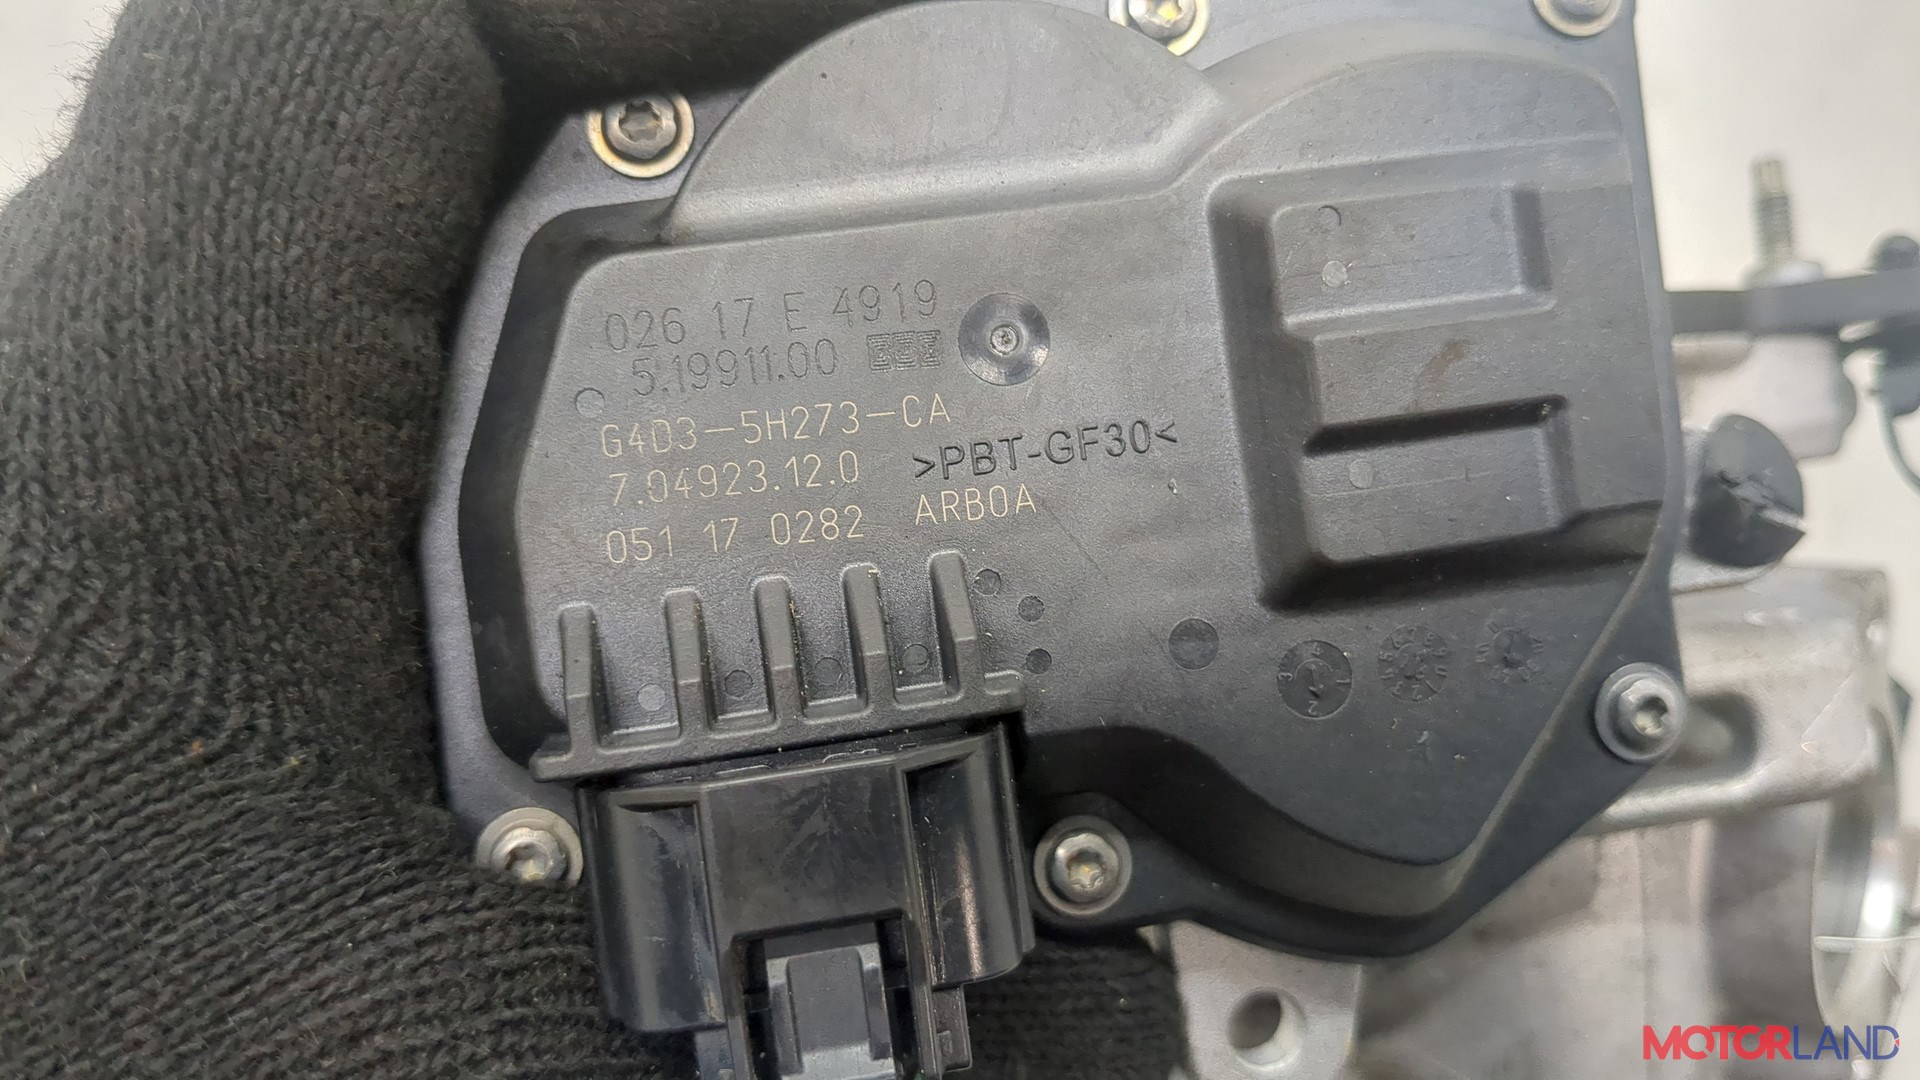 026 17 E 4919
5.19911.00
G4D3-5H273-CA
7.04923.12.0 >PBT-GF30<
051 17 0282 ARB0A
MOTORLAND